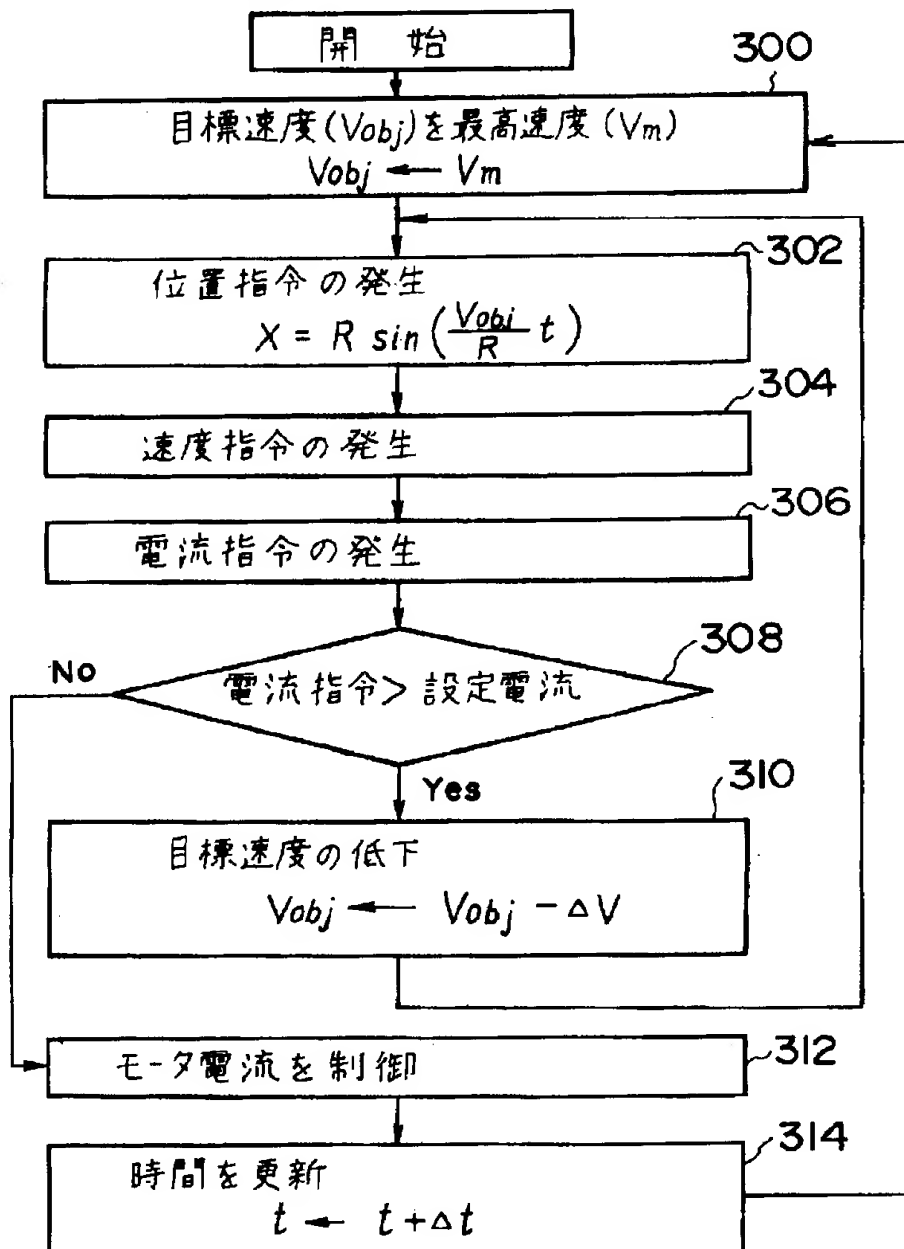 開 始
300
目標速度(Vobj)を最高速度(Vm)
Vobj ← Vm
302
位置指令の発生
X = R sin(Vobj/R t)
304
速度指令の発生
306
電流指令の発生
308
No
電流指令>設定電流
Yes
310
目標速度の低下
Vobj ← Vobj − ΔV
モータ電流を制御
312
314
時間を更新
t ← t+Δt